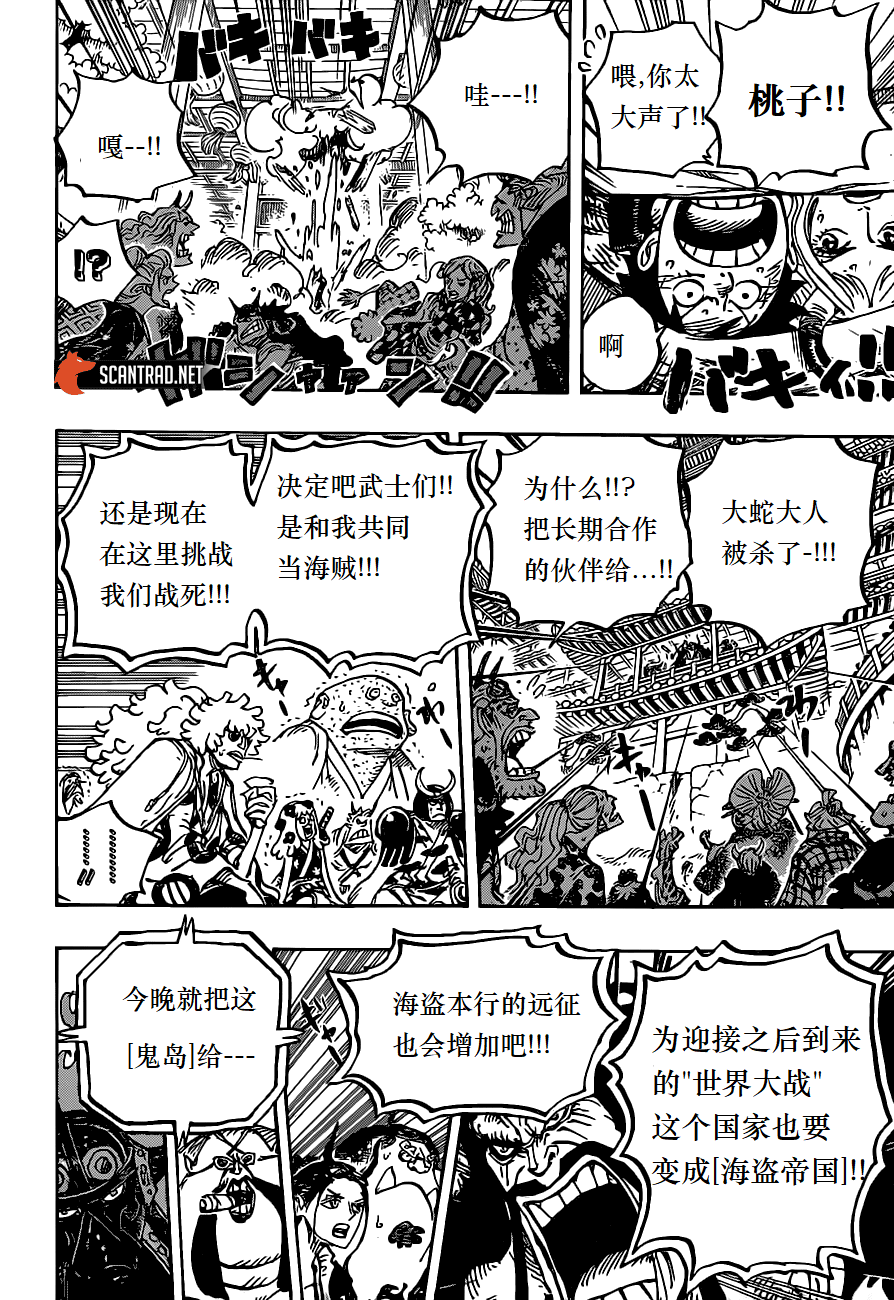 桃子!!
喂,你太
大声了!!
啊
バキィ!!!
哇---!!
バキバキ
嘎--!!
!?
SCANTRAD.NET
大蛇大人
被杀了-!!!
为什么!!?
把长期合作
的伙伴给...!!
决定吧武士们!!
是和我共同
当海贼!!!
还是现在
在这里挑战
我们战死!!!
为迎接之后到来
的"世界大战"
这个国家也要
变成[海盗帝国]!!
海盗本行的远征
也会增加吧!!!
今晚就把这
[鬼岛]给---